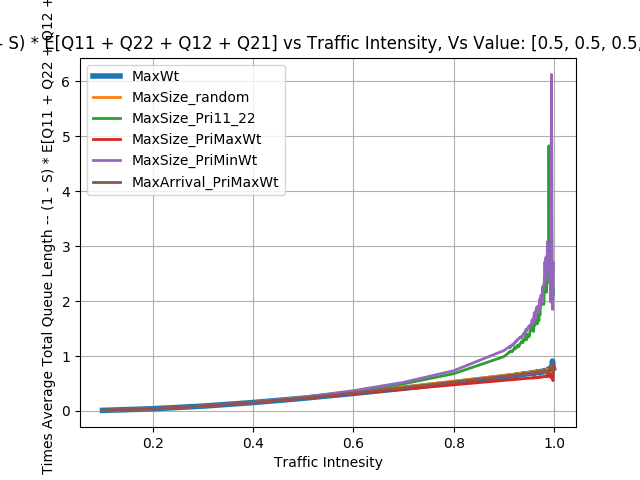 - S) * E[Q11 + Q22 + Q12 + Q21] vs Traffic Intensity, Vs Value: [0.5, 0.5, 0.5,
Times Average Total Queue Length -- (1 - S) * E[Q11 + Q22 + Q12 +
MaxWt
MaxSize_random
MaxSize_Pri11_22
MaxSize_PriMaxWt
MaxSize_PriMinWt
MaxArrival_PriMaxWt
6
5
4
3
2
1
0
0.2 0.4 0.6 0.8 1.0
Traffic Intnesity